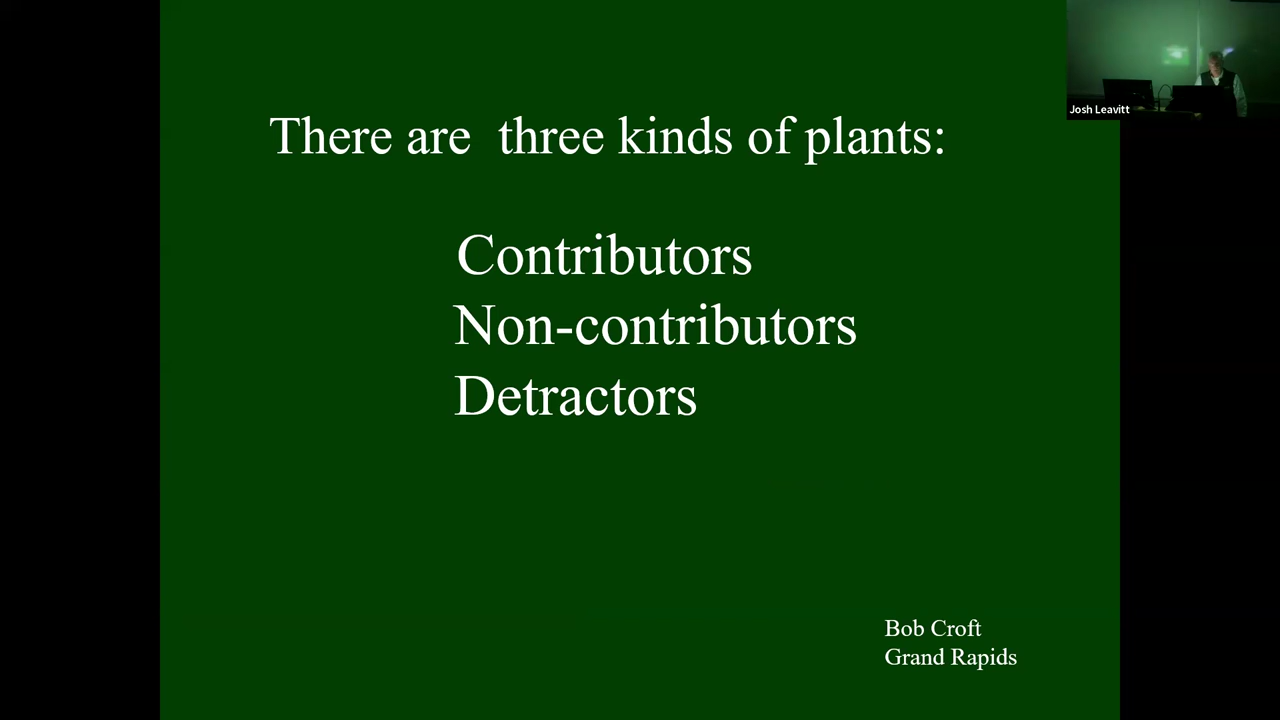 Josh Leavitt
There are three kinds of plants:
Contributors
Non-contributors
Detractors
Bob Croft
Grand Rapids